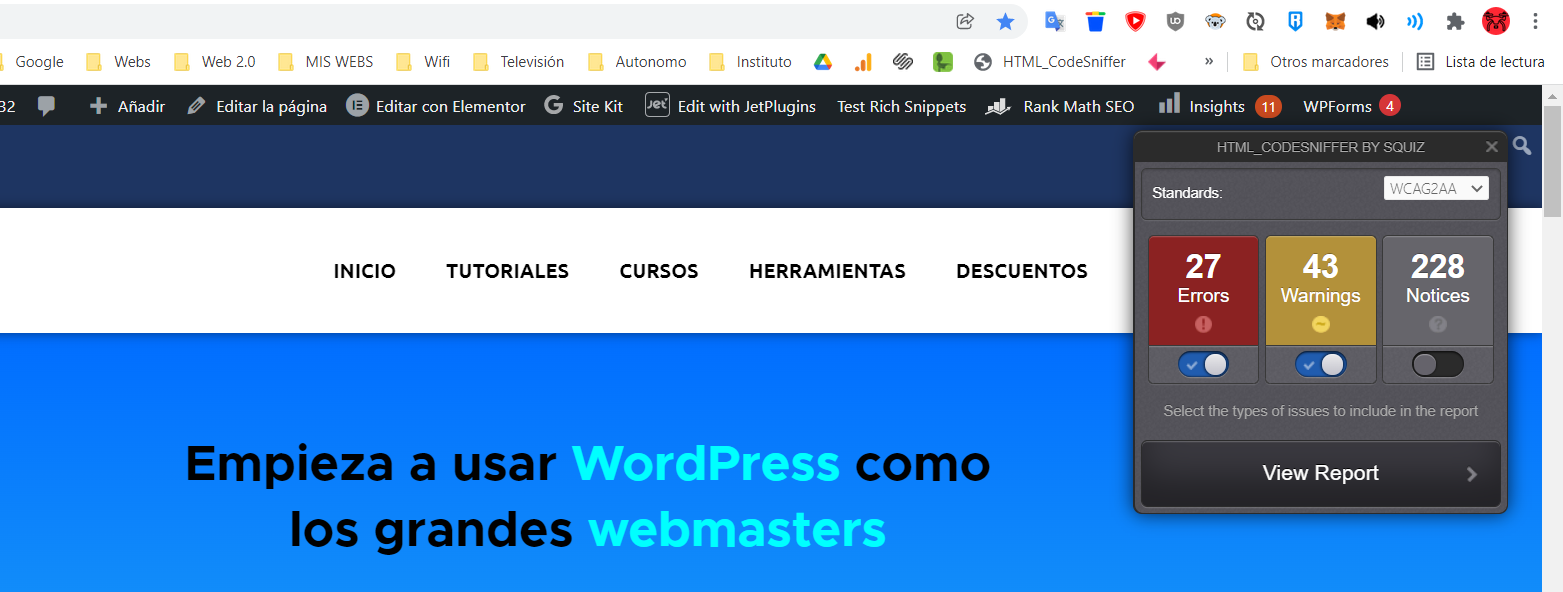 Google Webs Web 2.0 MIS WEBS Wifi Televisión Autonomo Instituto HTML_CodeSniffer » Otros marcadores Lista de lectura
32 Añadir Editar la página Editar con Elementor Site Kit Jet Edit with JetPlugins Test Rich Snippets Rank Math SEO Insights 11 WPForms 4
HTML_CODESNIFFER BY SQUIZ
Standards: WCAG2AA
INICIO TUTORIALES CURSOS HERRAMIENTAS DESCUENTOS
27 43 228
Errors Warnings Notices
Select the types of issues to include in the report
View Report
Empieza a usar WordPress como
los grandes webmasters